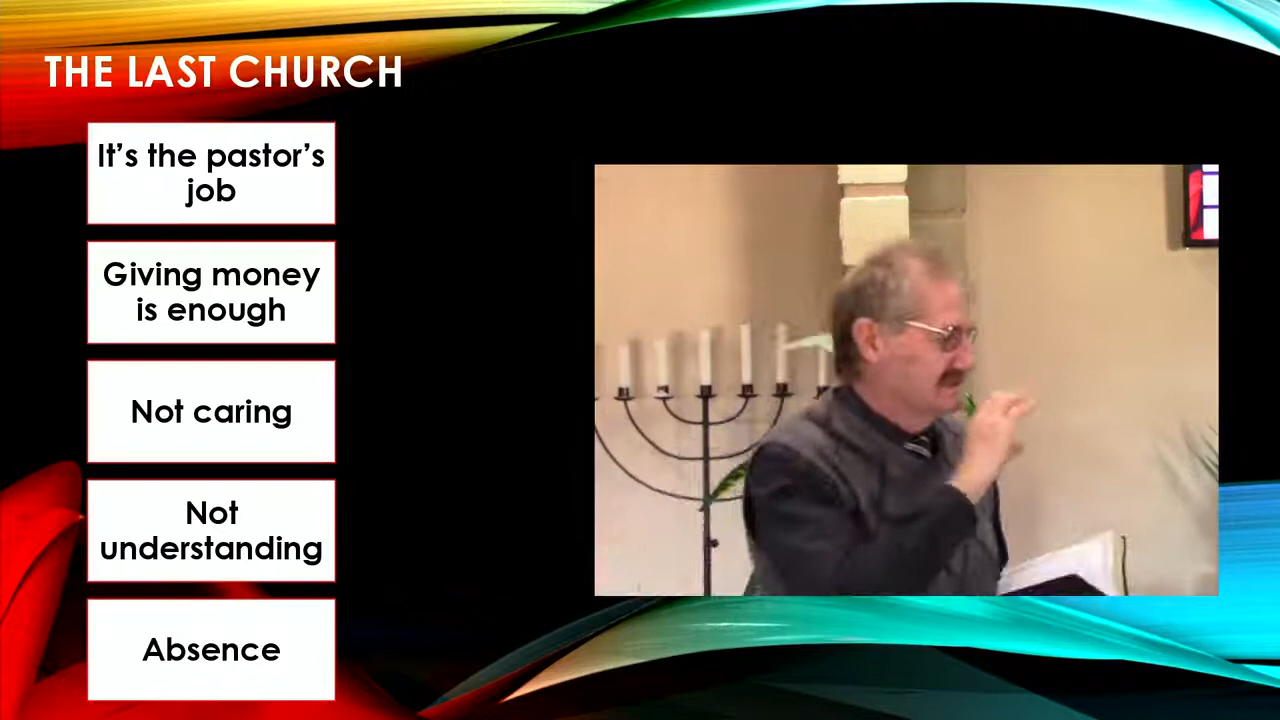 THE LAST CHURCH
It’s the pastor’s
job
Giving money
is enough
Not caring
Not
understanding
Absence